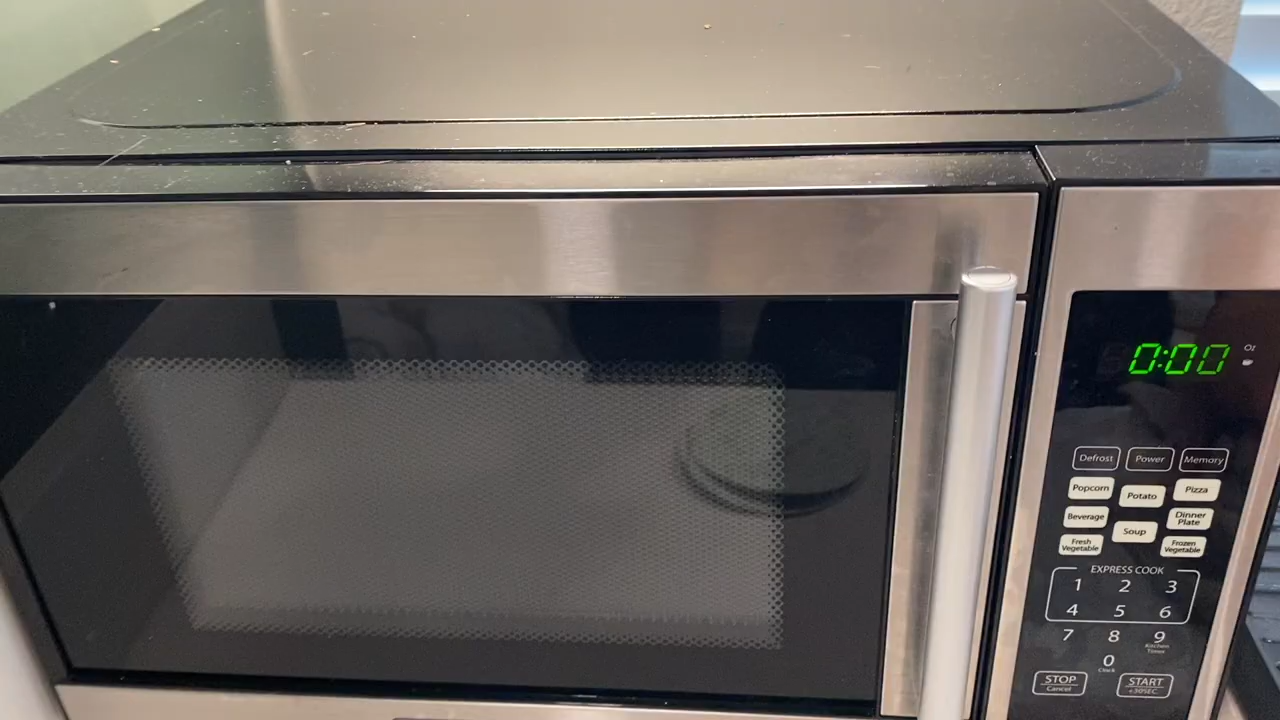 0:00
Oz
Defrost Power Memory
Popcorn Potato Pizza
Beverage Soup Dinner Plate
Fresh Vegetable Frozen Vegetable
EXPRESS COOK
1 2 3
4 5 6
7 8 9
Kitchen Timer
0
Clock
STOP START
Cancel +30SEC